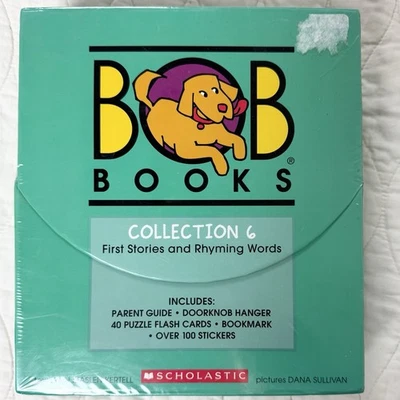 BOB
BOOKS®
COLLECTION 6
First Stories and Rhyming Words
INCLUDES:
PARENT GUIDE • DOORKNOB HANGER
40 PUZZLE FLASH CARDS • BOOKMARK
• OVER 100 STICKERS
KERTELL SCHOLASTIC pictures DANA SULLIVAN